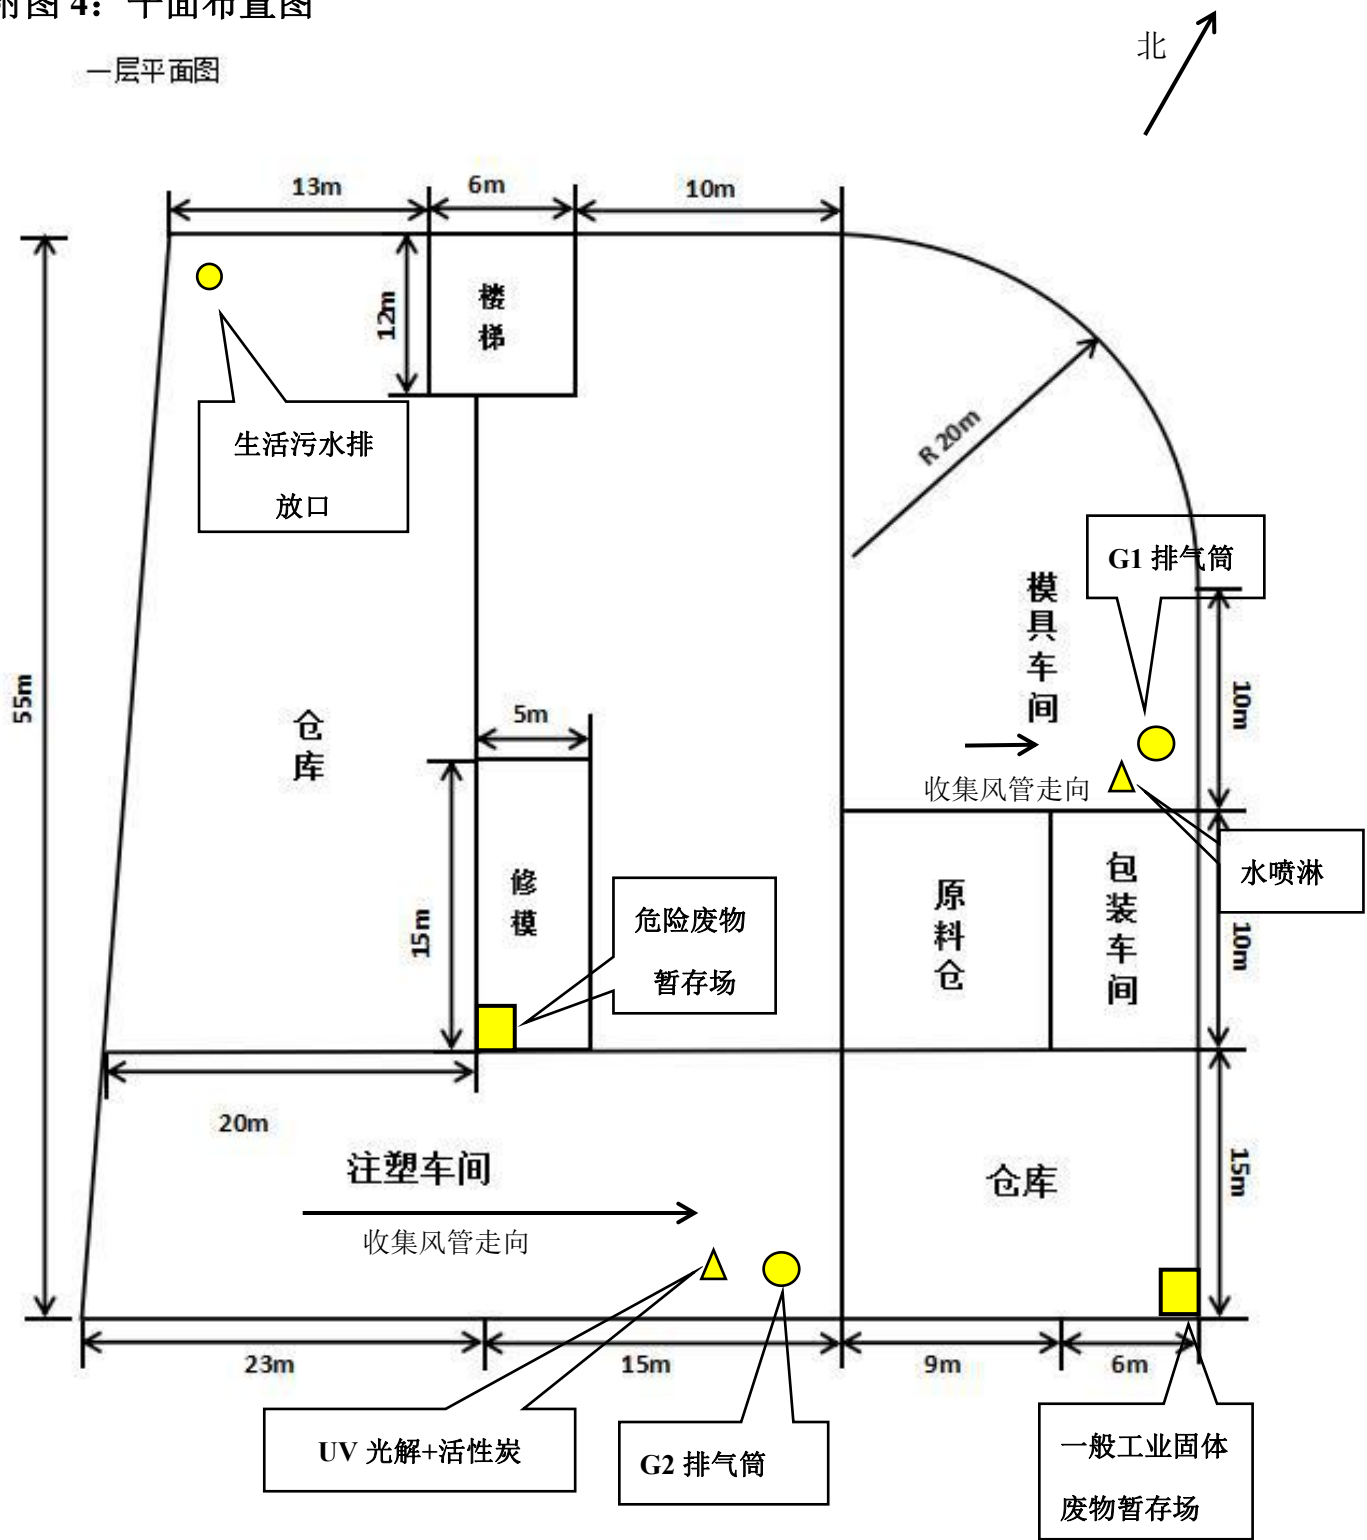 附图 4：平面布置图
北
一层平面图
13m
6m
10m
楼
梯
12m
生活污水排
放口
R 20m
G1 排气筒
模
具
车
间
55m
10m
仓
库
5m
收集风管走向
水喷淋
修
模
15m
危险废物
暂存场
原
料
仓
包
装
车
间
10m
20m
注塑车间
收集风管走向
仓库
15m
23m
15m
9m
6m
UV 光解+活性炭
G2 排气筒
一般工业固体
废物暂存场